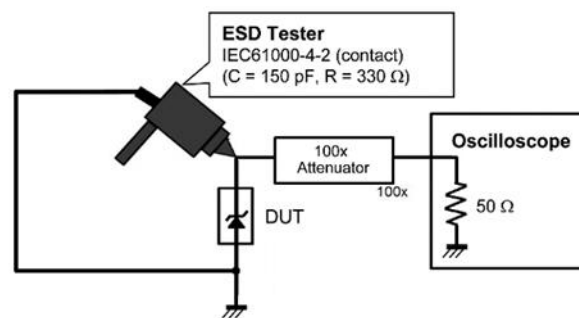 ESD Tester
IEC61000-4-2 (contact)
(C = 150 pF, R = 330 Ω)
100x
Attenuator
100x
Oscilloscope
50 Ω
DUT